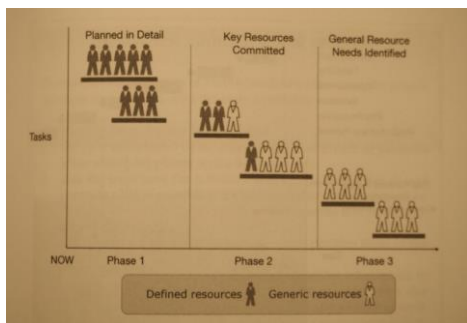 Planned in Detail
Key Resources
Committed
General Resource
Needs Identified
Tasks
NOW
Phase 1
Phase 2
Phase 3
Defined resources
Generic resources